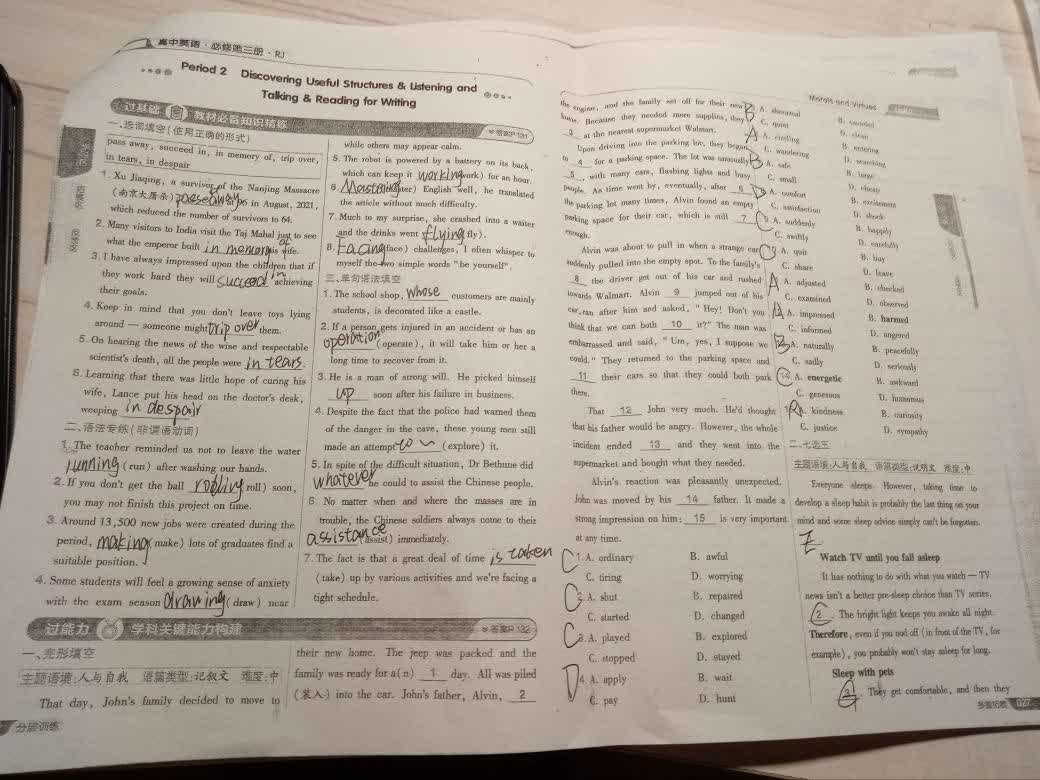 高中英语·必修第三册·RJ
Period 2 Discovering Useful Structures & Listening and
Talking & Reading for Writing
过基础 教材必备知识精练 答案P131
一、选词填空(使用正确的形式)
pass away, succeed in, in memory of, trip over,
in tears, in despair
1. Xu Jiaqing, a survivor of the Nanjing Massacre
(南京大屠杀) passed away at 96 in August, 2021,
which reduced the number of survivors to 64.
2. Many visitors to India visit the Taj Mahal just to see
what the emperor built in memory of his wife.
3. I have always impressed upon the children that if
they work hard they will succeed in achieving
their goals.
4. Keep in mind that you don't leave toys lying
around — someone might trip over them.
5. On hearing the news of the wise and respectable
scientist's death, all the people were in tears.
6. Learning that there was little hope of curing his
wife, Lance put his head on the doctor's desk,
weeping in despair
二、语法专练(非谓语动词)
1. The teacher reminded us not to leave the water
running (run) after washing our hands.
2. If you don't get the ball rolling roll) soon,
you may not finish this project on time.
3. Around 13,500 new jobs were created during the
period, making (make) lots of graduates find a
suitable position.
4. Some students will feel a growing sense of anxiety
with the exam season drawing (draw) near
while others may appear calm.
5. The robot is powered by a battery on its back,
which can keep it working work) for an hour.
6. Mastering ter) English well, he translated
the article without much difficulty.
7. Much to my surprise, she crashed into a waiter
and the drinks went flying fly).
8. Facing face) challenges, I often whisper to
myself the two simple words "be yourself".
三、单句语法填空
1. The school shop, whose customers are mainly
students, is decorated like a castle.
2. If a person gets injured in an accident or has an
operation (operate), it will take him or her a
long time to recover from it.
3. He is a man of strong will. He picked himself
up soon after his failure in business.
4. Despite the fact that the police had warned them
of the danger in the cave, these young men still
made an attempt to ~ (explore) it.
5. In spite of the difficult situation, Dr Bethune did
whatever he could to assist the Chinese people.
6. No matter when and where the masses are in
trouble, the Chinese soldiers always come to their
assistance (assist) immediately.
7. The fact is that a great deal of time is taken
(take) up by various activities and we're facing a
tight schedule.
过能力 学科关键能力构建 答案P132
一、完形填空
主题语境:人与自我 语篇类型:记叙文 难度:中
That day, John's family decided to move to
their new home. The jeep was packed and the
family was ready for a(n) 1 day. All was piled
(装入) into the car. John's father, Alvin, 2
分层训练
Morals and Virtues
the engine, and the family set off for their new
home. Because they needed more supplies, they
3 at the nearest supermarket Walmart.
Upon driving into the parking lot, they began
to 4 for a parking space. The lot was unusually
5 with many cars, flashing lights and busy
people. As time went by, eventually, after 6
the parking lot many times, Alvin found an empty
parking space for their car, which is still 7
enough.
Alvin was about to pull in when a strange car
suddenly pulled into the empty spot. To the family's
8 the driver got out of his car and rushed
towards Walmart. Alvin 9 jumped out of his
car, ran after him and asked, "Hey! Don't you
think that we can both 10 it?" The man was
embarrassed and said, "Um, yes, I suppose we
could." They returned to the parking space and
11 their cars so that they could both park
there.
That 12 John very much. He'd thought
that his father would be angry. However, the whole
incident ended 13 and they went into the
supermarket and bought what they needed.
Alvin's reaction was pleasantly unexpected.
John was moved by his 14 father. It made a
strong impression on him: 15 is very important
at any time.
C 1. A. ordinary B. awful
C. tiring D. worrying
C 2. A. shut B. repaired
C. started D. changed
C 3. A. played B. explored
C. stopped D. stayed
D 4. A. apply B. wait
C. pay D. hunt
B A. abnormal B. crowded
C. quiet D. clean
A A. circling B. entering
C. wandering D. searching
B A. safe B. large
C. small D. cheap
D A. comfort B. excitement
C. satisfaction D. shock
A. suddenly B. happily
C. swiftly D. carefully
A. quit B. buy
C. share D. leave
A A. adjusted B. checked
C. examined D. observed
A. impressed B. harmed
C. informed D. angered
B A. naturally B. peacefully
C. sadly D. seriously
14 A. energetic B. awkward
C. generous D. humorous
A. kindness B. curiosity
C. justice D. sympathy
二、七选五
主题语境:人与自我 语篇类型:说明文 难度:中
Everyone sleeps. However, taking time to
develop a sleep habit is probably the last thing on your
mind and some sleep advice simply can't be forgotten.
Watch TV until you fall asleep
It has nothing to do with what you watch — TV
news isn't a better pre-sleep choice than TV series.
2 The bright light keeps you awake all night.
Therefore, even if you nod off (in front of the TV, for
example), you probably won't stay asleep for long.
Sleep with pets
3. They get comfortable, and then they
027